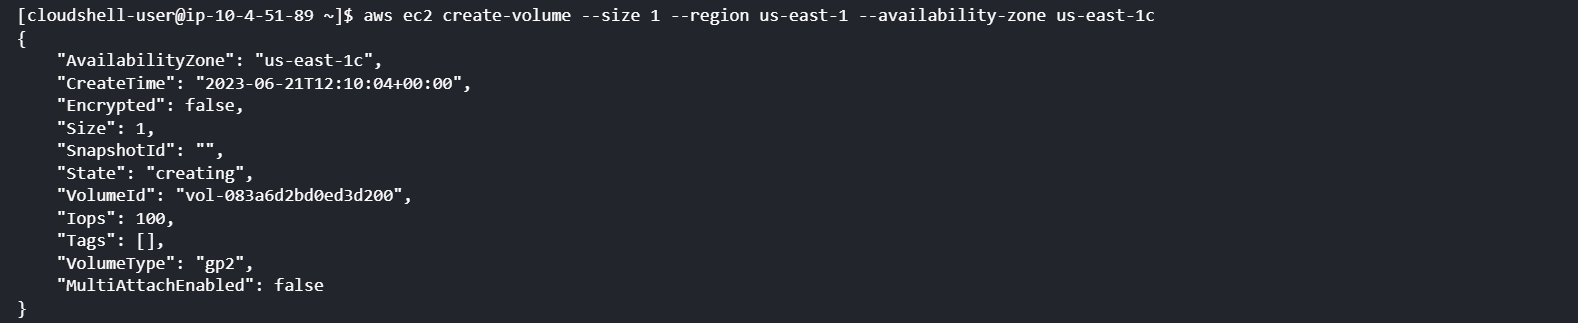 [cloudshell-user@ip-10-4-51-89 ~]$ aws ec2 create-volume --size 1 --region us-east-1 --availability-zone us-east-1c
{
    "AvailabilityZone": "us-east-1c",
    "CreateTime": "2023-06-21T12:10:04+00:00",
    "Encrypted": false,
    "Size": 1,
    "SnapshotId": "",
    "State": "creating",
    "VolumeId": "vol-083a6d2bd0ed3d200",
    "Iops": 100,
    "Tags": [],
    "VolumeType": "gp2",
    "MultiAttachEnabled": false
}